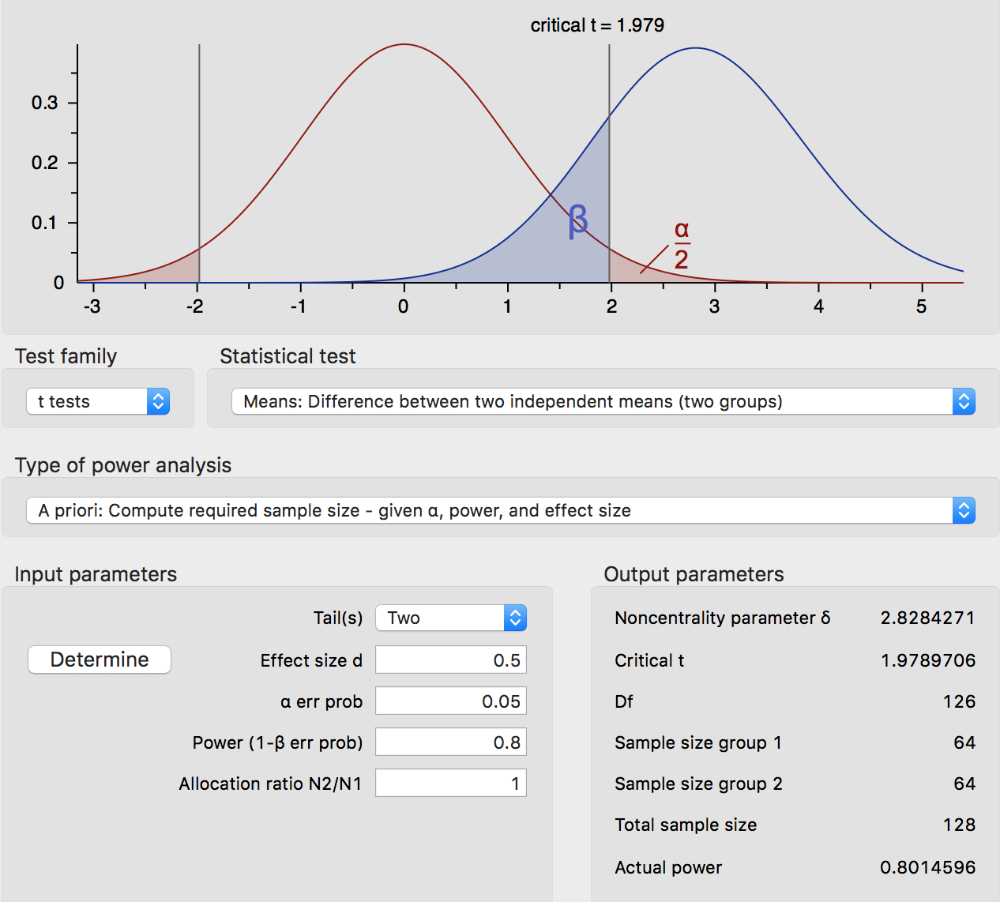 critical t = 1.979
0.3
0.2
0.1
0
β
α
2
-3 -2 -1 0 1 2 3 4 5
Test family
Statistical test
t tests
Means: Difference between two independent means (two groups)
Type of power analysis
A priori: Compute required sample size - given α, power, and effect size
Input parameters
Output parameters
Tail(s) Two
Noncentrality parameter δ 2.8284271
Determine
Effect size d 0.5
Critical t 1.9789706
α err prob 0.05
Df 126
Power (1-β err prob) 0.8
Sample size group 1 64
Allocation ratio N2/N1 1
Sample size group 2 64
Total sample size 128
Actual power 0.8014596